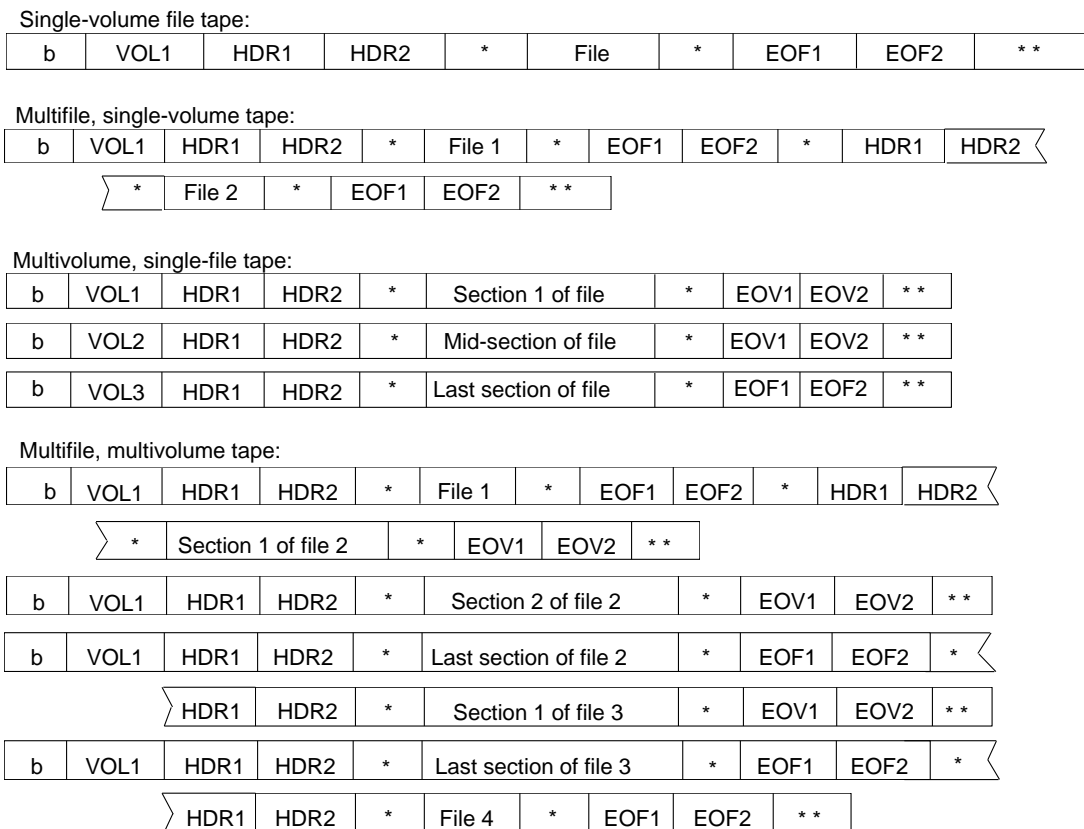 Single-volume file tape:
b VOL1 HDR1 HDR2 * File * EOF1 EOF2 * *
Multifile, single-volume tape:
b VOL1 HDR1 HDR2 * File 1 * EOF1 EOF2 * HDR1 HDR2
* File 2 * EOF1 EOF2 * *
Multivolume, single-file tape:
b VOL1 HDR1 HDR2 * Section 1 of file * EOV1 EOV2 * *
b VOL2 HDR1 HDR2 * Mid-section of file * EOV1 EOV2 * *
b VOL3 HDR1 HDR2 * Last section of file * EOF1 EOF2 * *
Multifile, multivolume tape:
b VOL1 HDR1 HDR2 * File 1 * EOF1 EOF2 * HDR1 HDR2
* Section 1 of file 2 * EOV1 EOV2 * *
b VOL1 HDR1 HDR2 * Section 2 of file 2 * EOV1 EOV2 * *
b VOL1 HDR1 HDR2 * Last section of file 2 * EOF1 EOF2 *
HDR1 HDR2 * Section 1 of file 3 * EOV1 EOV2 * *
b VOL1 HDR1 HDR2 * Last section of file 3 * EOF1 EOF2 *
HDR1 HDR2 * File 4 * EOF1 EOF2 * *